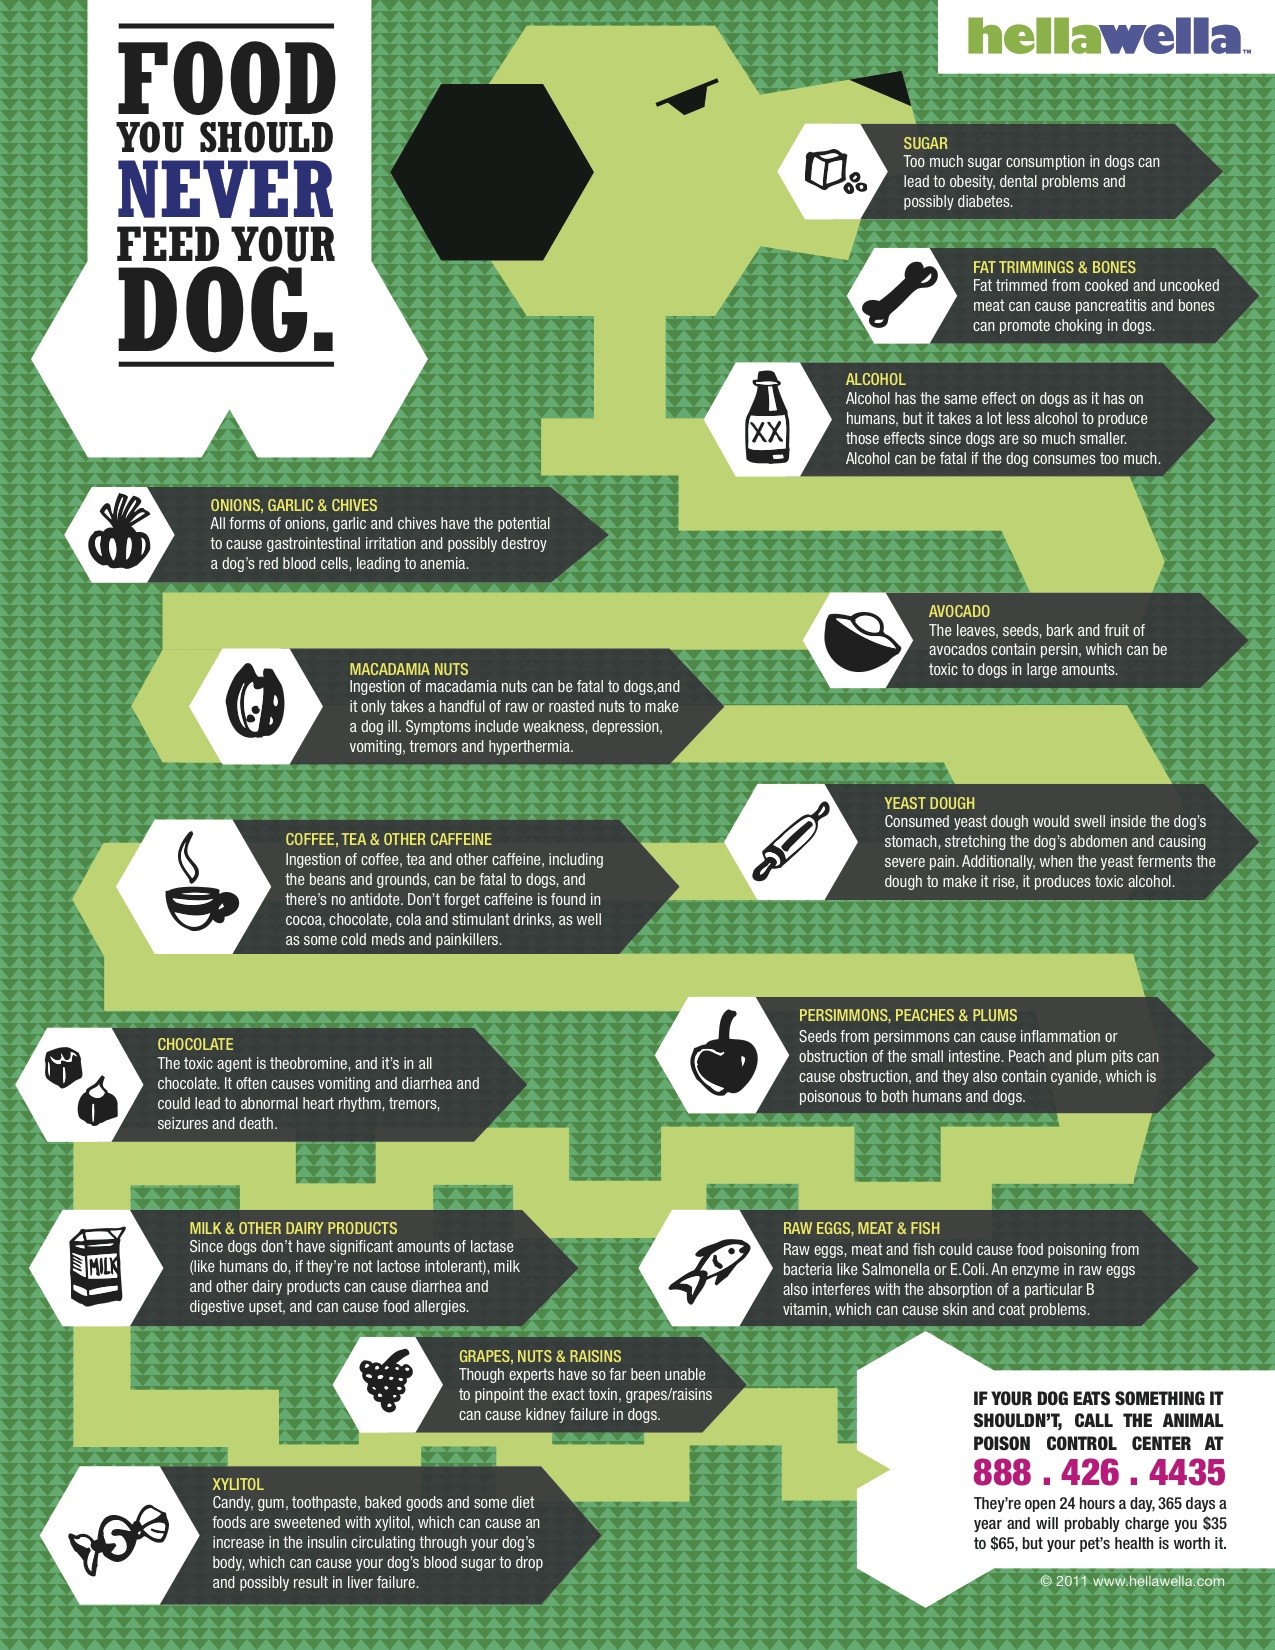 FOOD
YOU SHOULD
NEVER
FEED YOUR
DOG.
hellawella™
SUGAR
Too much sugar consumption in dogs can
lead to obesity, dental problems and
possibly diabetes.
FAT TRIMMINGS & BONES
Fat trimmed from cooked and uncooked
meat can cause pancreatitis and bones
can promote choking in dogs.
XX
ALCOHOL
Alcohol has the same effect on dogs as it has on
humans, but it takes a lot less alcohol to produce
those effects since dogs are so much smaller.
Alcohol can be fatal if the dog consumes too much.
ONIONS, GARLIC & CHIVES
All forms of onions, garlic and chives have the potential
to cause gastrointestinal irritation and possibly destroy
a dog's red blood cells, leading to anemia.
AVOCADO
The leaves, seeds, bark and fruit of
avocados contain persin, which can be
toxic to dogs in large amounts.
MACADAMIA NUTS
Ingestion of macadamia nuts can be fatal to dogs,and
it only takes a handful of raw or roasted nuts to make
a dog ill. Symptoms include weakness, depression,
vomiting, tremors and hyperthermia.
YEAST DOUGH
Consumed yeast dough would swell inside the dog's
stomach, stretching the dog's abdomen and causing
severe pain. Additionally, when the yeast ferments the
dough to make it rise, it produces toxic alcohol.
COFFEE, TEA & OTHER CAFFEINE
Ingestion of coffee, tea and other caffeine, including
the beans and grounds, can be fatal to dogs, and
there's no antidote. Don't forget caffeine is found in
cocoa, chocolate, cola and stimulant drinks, as well
as some cold meds and painkillers.
PERSIMMONS, PEACHES & PLUMS
Seeds from persimmons can cause inflammation or
obstruction of the small intestine. Peach and plum pits can
cause obstruction, and they also contain cyanide, which is
poisonous to both humans and dogs.
CHOCOLATE
The toxic agent is theobromine, and it's in all
chocolate. It often causes vomiting and diarrhea and
could lead to abnormal heart rhythm, tremors,
seizures and death.
MILK
MILK & OTHER DAIRY PRODUCTS
Since dogs don't have significant amounts of lactase
(like humans do, if they're not lactose intolerant), milk
and other dairy products can cause diarrhea and
digestive upset, and can cause food allergies.
RAW EGGS, MEAT & FISH
Raw eggs, meat and fish could cause food poisoning from
bacteria like Salmonella or E.Coli. An enzyme in raw eggs
also interferes with the absorption of a particular B
vitamin, which can cause skin and coat problems.
GRAPES, NUTS & RAISINS
Though experts have so far been unable
to pinpoint the exact toxin, grapes/raisins
can cause kidney failure in dogs.
XYLITOL
Candy, gum, toothpaste, baked goods and some diet
foods are sweetened with xylitol, which can cause an
increase in the insulin circulating through your dog's
body, which can cause your dog's blood sugar to drop
and possibly result in liver failure.
IF YOUR DOG EATS SOMETHING IT
SHOULDN'T, CALL THE ANIMAL
POISON CONTROL CENTER AT
888 . 426 . 4435
They're open 24 hours a day, 365 days a
year and will probably charge you $35
to $65, but your pet's health is worth it.
© 2011 www.hellawella.com